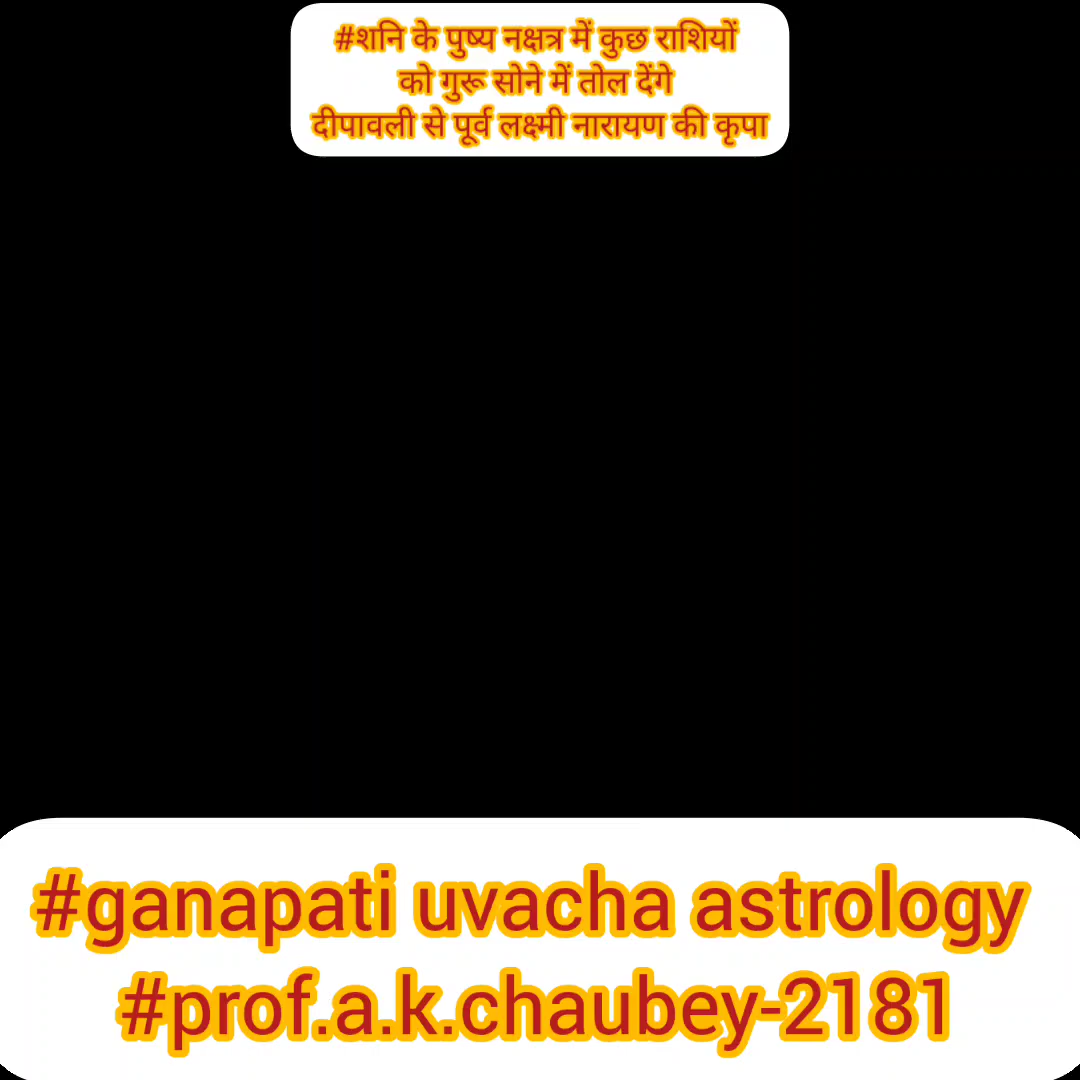 #शनि के पुष्य नक्षत्र में कुछ राशियों
को गुरू सोने में तोल देंगे
दीपावली से पूर्व लक्ष्मी नारायण की कृपा
#ganapati uvacha astrology
#prof.a.k.chaubey-2181